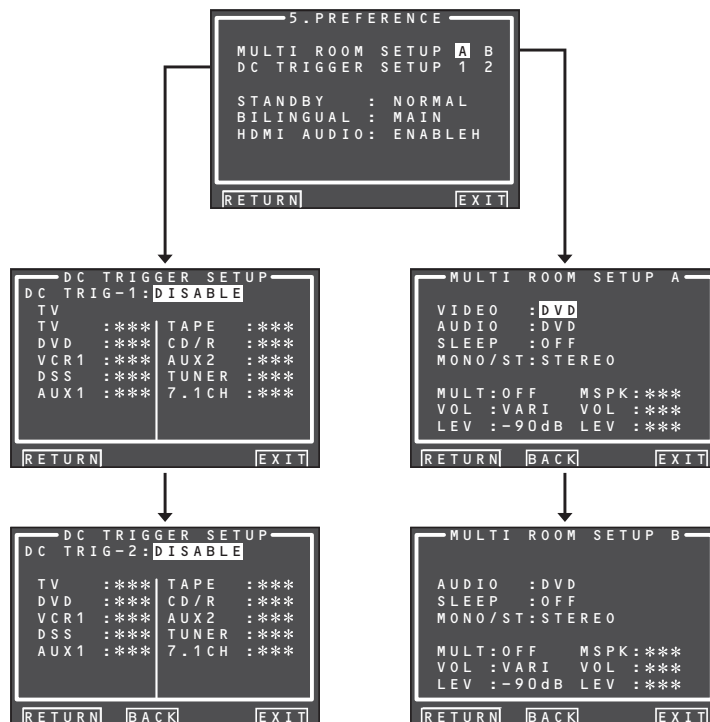 5.PREFERENCE
MULTI ROOM SETUP A B
DC TRIGGER SETUP 1 2
STANDBY : NORMAL
BILINGUAL : MAIN
HDMI AUDIO: ENABLEH
RETURN EXIT
DC TRIGGER SETUP
DC TRIG-1:DISABLE
TV
TV :*** TAPE :***
DVD :*** CD/R :***
VCR1 :*** AUX2 :***
DSS :*** TUNER :***
AUX1 :*** 7.1CH :***
RETURN EXIT
MULTI ROOM SETUP A
VIDEO :DVD
AUDIO :DVD
SLEEP :OFF
MONO/ST:STEREO
MULT:OFF MSPK:***
VOL :VARI VOL :***
LEV :-90dB LEV :***
RETURN BACK EXIT
DC TRIGGER SETUP
DC TRIG-2:DISABLE
TV :*** TAPE :***
DVD :*** CD/R :***
VCR1 :*** AUX2 :***
DSS :*** TUNER :***
AUX1 :*** 7.1CH :***
RETURN BACK EXIT
MULTI ROOM SETUP B
AUDIO :DVD
SLEEP :OFF
MONO/ST:STEREO
MULT:OFF MSPK:***
VOL :VARI VOL :***
LEV :-90dB LEV :***
RETURN BACK EXIT